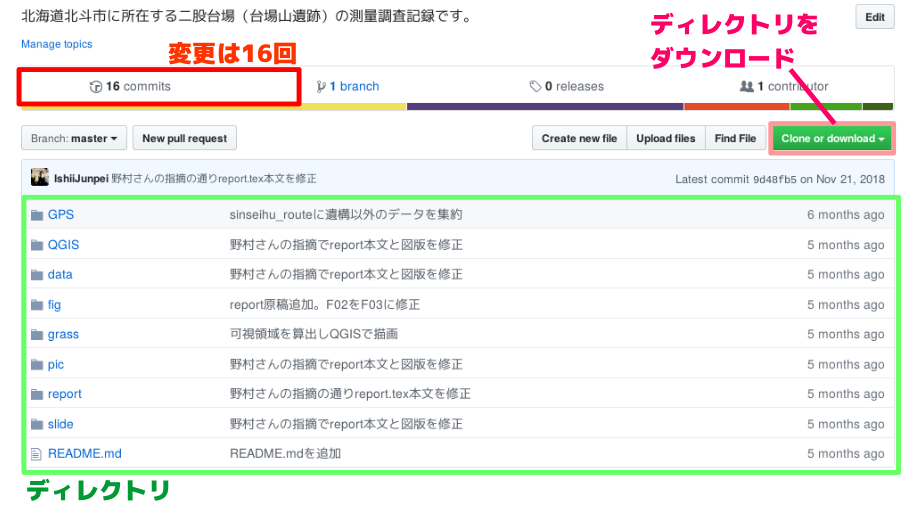 北海道北斗市に所在する二股台場（台場山遺跡）の測量調査記録です。
Edit
Manage topics
変更は16回
ディレクトリを
ダウンロード
16 commits
1 branch
0 releases
1 contributor
Branch: master
New pull request
Create new file
Upload files
Find File
Clone or download
IshiiJunpei 野村さんの指摘の通りreport.tex本文を修正
Latest commit 9d48fb5 on Nov 21, 2018
GPS sinseihu_routeに遺構以外のデータを集約 6 months ago
QGIS 野村さんの指摘でreport本文と図版を修正 5 months ago
data 野村さんの指摘でreport本文と図版を修正 5 months ago
fig report原稿追加。F02をF03に修正 5 months ago
grass 可視領域を算出しQGISで描画 5 months ago
pic 野村さんの指摘でreport本文と図版を修正 5 months ago
report 野村さんの指摘の通りreport.tex本文を修正 5 months ago
slide 野村さんの指摘でreport本文と図版を修正 5 months ago
README.md README.mdを追加 5 months ago
ディレクトリ